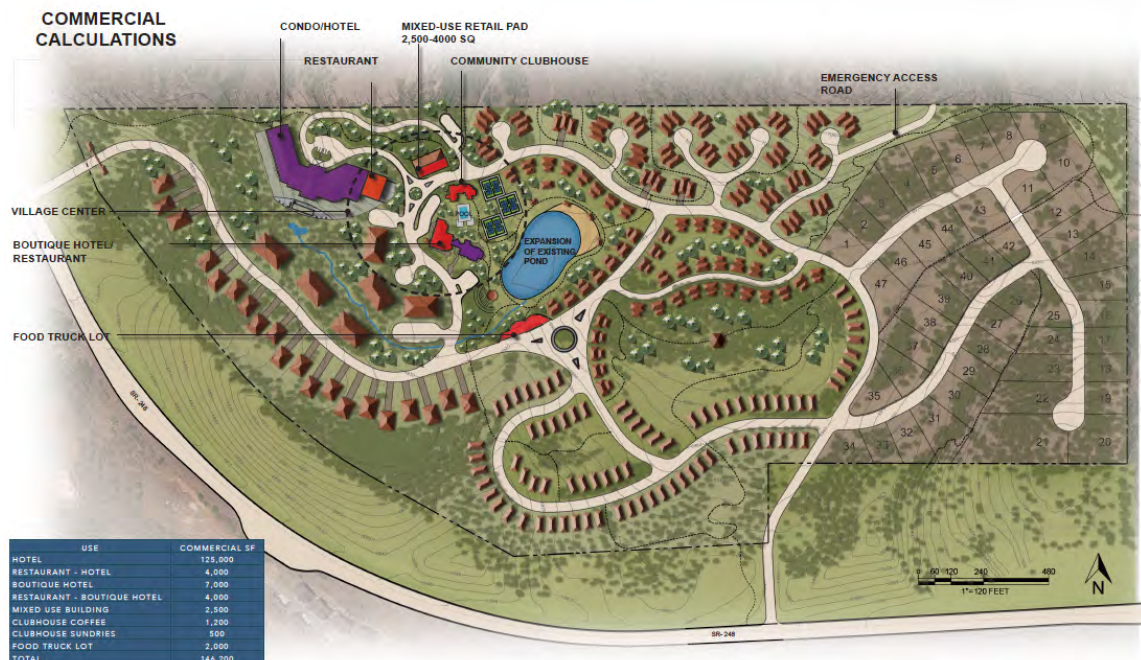 COMMERCIAL
CALCULATIONS
CONDO/HOTEL
MIXED-USE RETAIL PAD
2,500-4000 SQ
RESTAURANT
COMMUNITY CLUBHOUSE
EMERGENCY ACCESS
ROAD
VILLAGE CENTER
POOL
BOUTIQUE HOTEL/
RESTAURANT
EXPANSION
OF EXISTING
POND
FOOD TRUCK LOT
1
2
5
6
7
8
10
11
12
13
14
15
17
19
20
21
22
23
24
25
26
27
28
29
30
31
32
33
34
35
37
38
39
40
41
42
43
44
45
46
47
SR-248
SR-248
0 60 120 240 480
1"=120 FEET
N
USE COMMERCIAL SF
HOTEL 125,000
RESTAURANT - HOTEL 4,000
BOUTIQUE HOTEL 7,000
RESTAURANT - BOUTIQUE HOTEL 4,000
MIXED USE BUILDING 2,500
CLUBHOUSE COFFEE 1,200
CLUBHOUSE SUNDRIES 500
FOOD TRUCK LOT 2,000
TOTAL 146,200